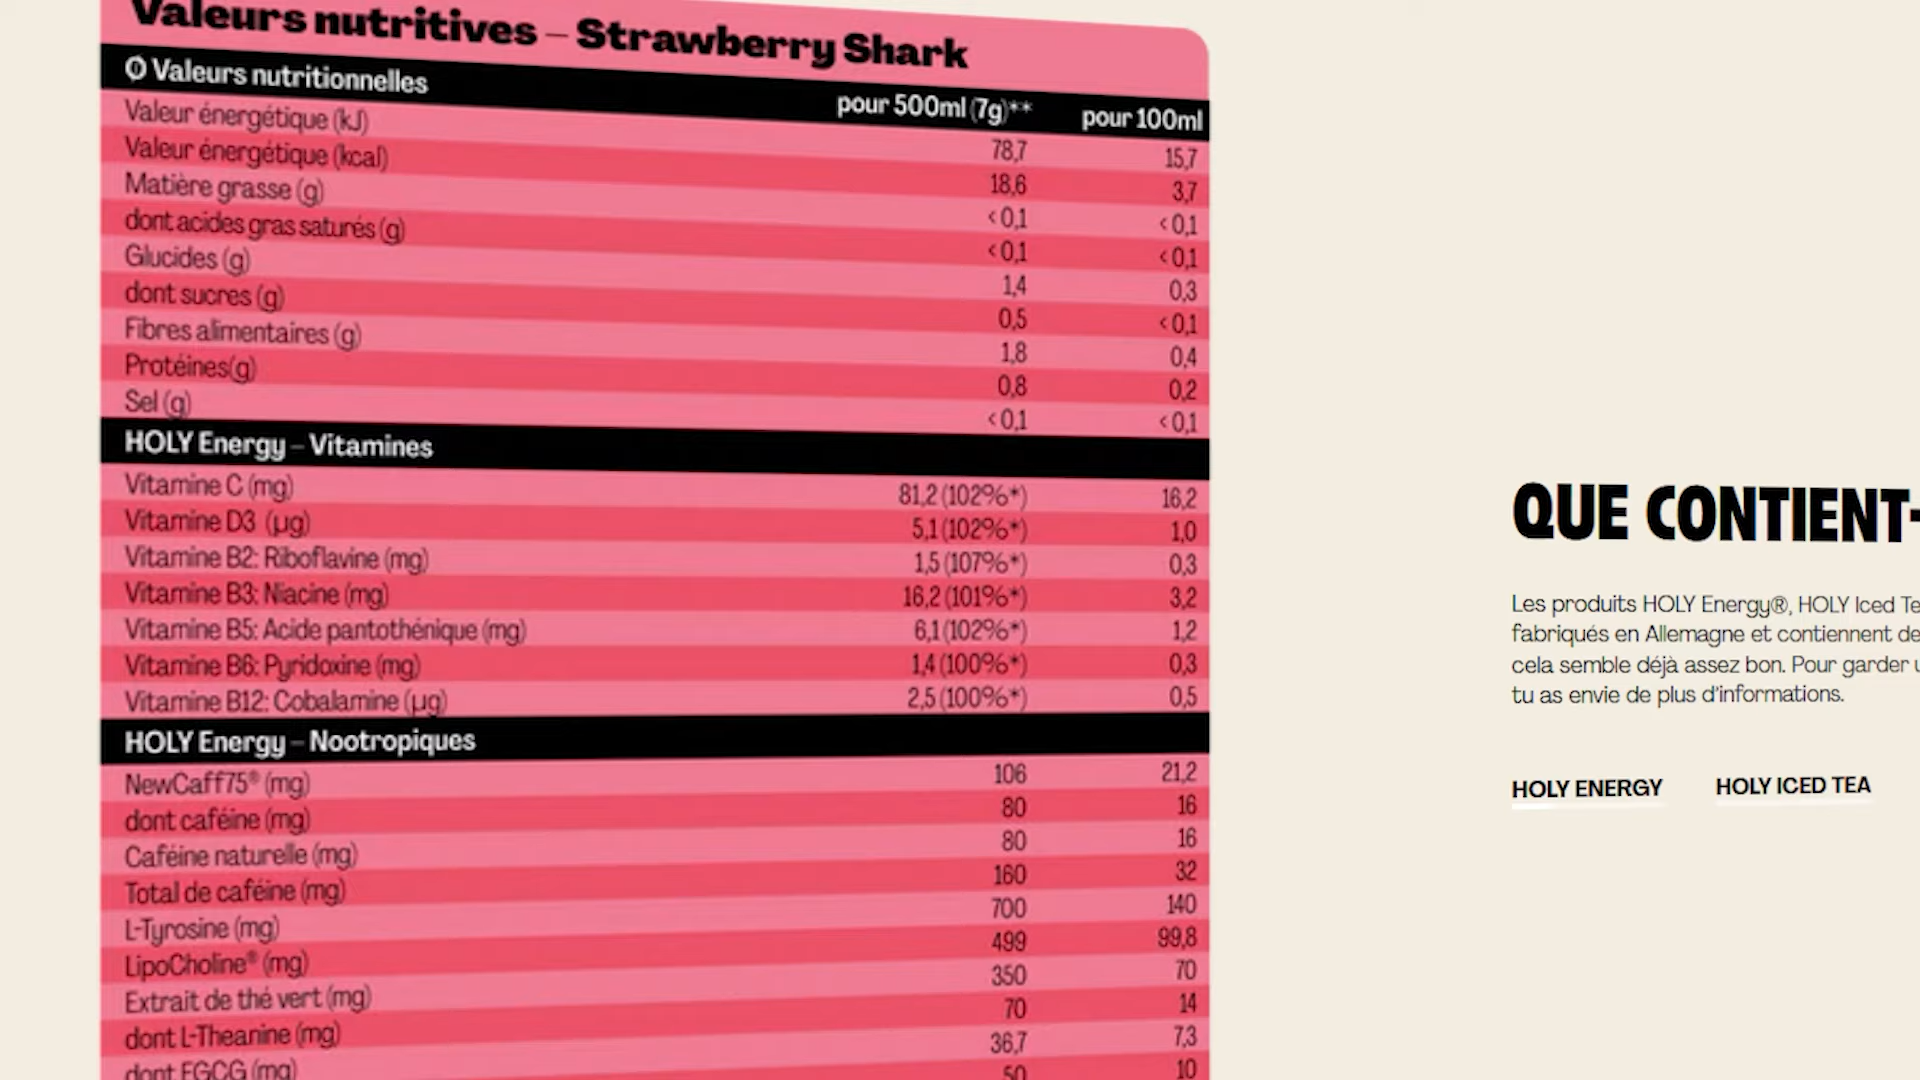 Valeurs nutritives – Strawberry Shark
Ø Valeurs nutritionnelles pour 500ml (7g)** pour 100ml
Valeur énergétique (kJ) 78,7 15,7
Valeur énergétique (kcal) 18,6 3,7
Matière grasse (g) <0,1 <0,1
dont acides gras saturés (g) <0,1 <0,1
Glucides (g) 1,4 0,3
dont sucres (g) 0,5 <0,1
Fibres alimentaires (g) 1,8 0,4
Protéines(g) 0,8 0,2
Sel (g) <0,1 <0,1
HOLY Energy – Vitamines
Vitamine C (mg) 81,2 (102%*) 16,2
Vitamine D3 (µg) 5,1 (102%*) 1,0
Vitamine B2: Riboflavine (mg) 1,5 (107%*) 0,3
Vitamine B3: Niacine (mg) 16,2 (101%*) 3,2
Vitamine B5: Acide pantothénique (mg) 6,1 (102%*) 1,2
Vitamine B6: Pyridoxine (mg) 1,4 (100%*) 0,3
Vitamine B12: Cobalamine (µg) 2,5 (100%*) 0,5
HOLY Energy – Nootropiques
NewCaff75® (mg) 106 21,2
dont caféine (mg) 80 16
Caféine naturelle (mg) 80 16
Total de caféine (mg) 160 32
L-Tyrosine (mg) 700 140
LipoCholine® (mg) 499 99,8
Extrait de thé vert (mg) 350 70
dont L-Theanine (mg) 70 14
dont EGCG (mg) 36,7 7,3
50 10
QUE CONTIENT-
Les produits HOLY Energy®, HOLY Iced Te
fabriqués en Allemagne et contiennent de
cela semble déjà assez bon. Pour garder u
tu as envie de plus d'informations.
HOLY ENERGY HOLY ICED TEA